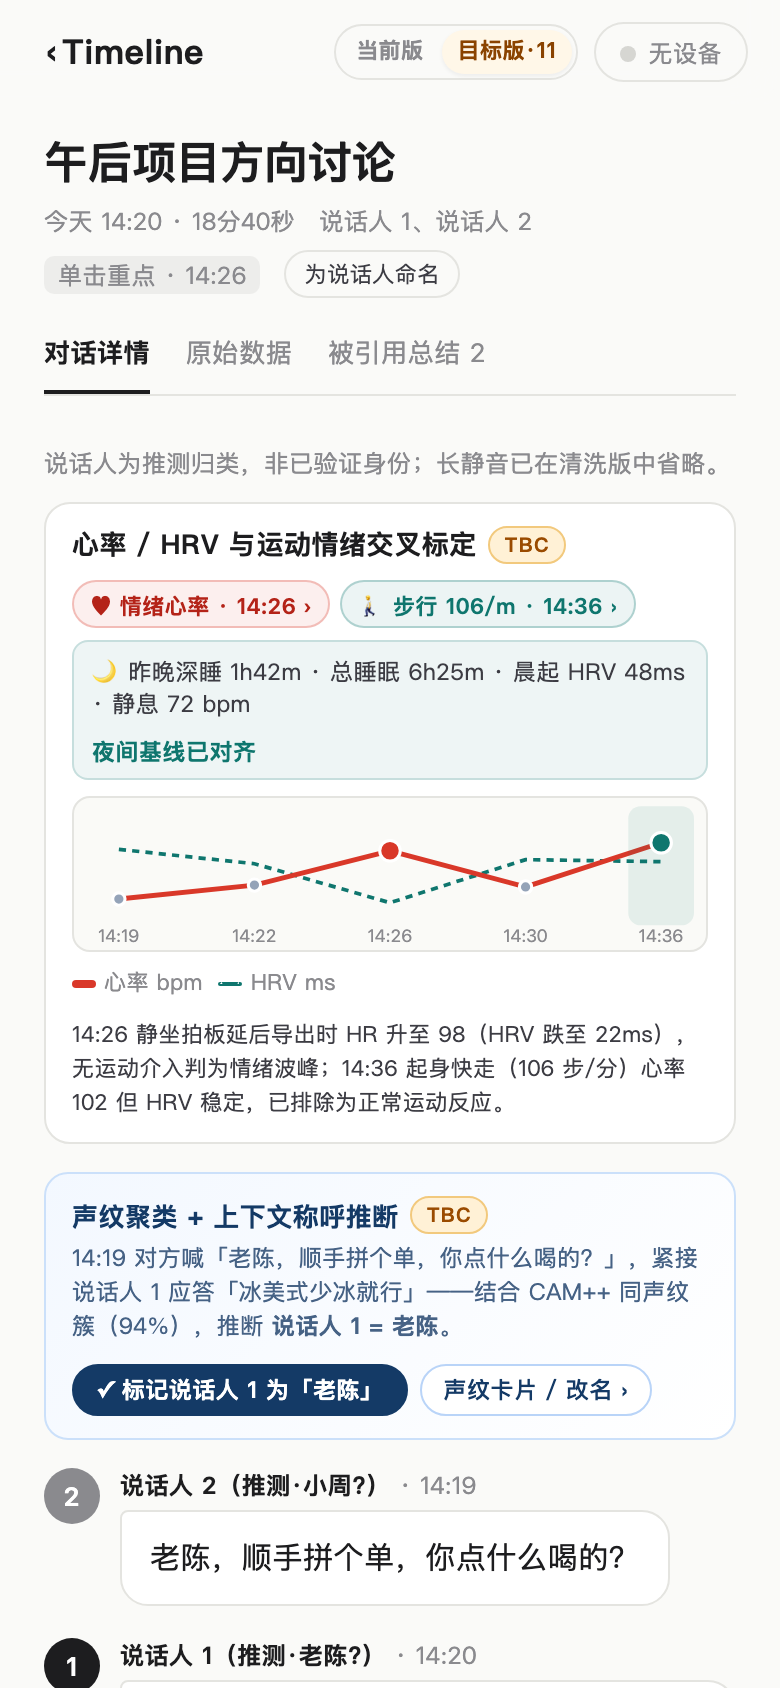 ‹ Timeline
当前版 目标版·11
无设备
午后项目方向讨论
今天 14:20 · 18分40秒 说话人 1、说话人 2
单击重点 · 14:26
为说话人命名
对话详情 原始数据 被引用总结 2
说话人为推测归类，非已验证身份；长静音已在清洗版中省略。
心率 / HRV 与运动情绪交叉标定 TBC
♥ 情绪心率 · 14:26 ›
🚶 步行 106/m · 14:36 ›
🌙 昨晚深睡 1h42m · 总睡眠 6h25m · 晨起 HRV 48ms
· 静息 72 bpm
夜间基线已对齐
14:19 14:22 14:26 14:30 14:36
心率 bpm HRV ms
14:26 静坐拍板延后导出时 HR 升至 98（HRV 跌至 22ms），
无运动介入判为情绪波峰；14:36 起身快走（106 步/分）心率
102 但 HRV 稳定，已排除为正常运动反应。
声纹聚类 + 上下文称呼推断 TBC
14:19 对方喊「老陈，顺手拼个单，你点什么喝的？」，紧接
说话人 1 应答「冰美式少冰就行」——结合 CAM++ 同声纹
簇（94%），推断 说话人 1 = 老陈。
✓ 标记说话人 1 为「老陈」
声纹卡片 / 改名 ›
2
说话人 2（推测·小周?） · 14:19
老陈，顺手拼个单，你点什么喝的?
1
说话人 1（推测·老陈?） · 14:20